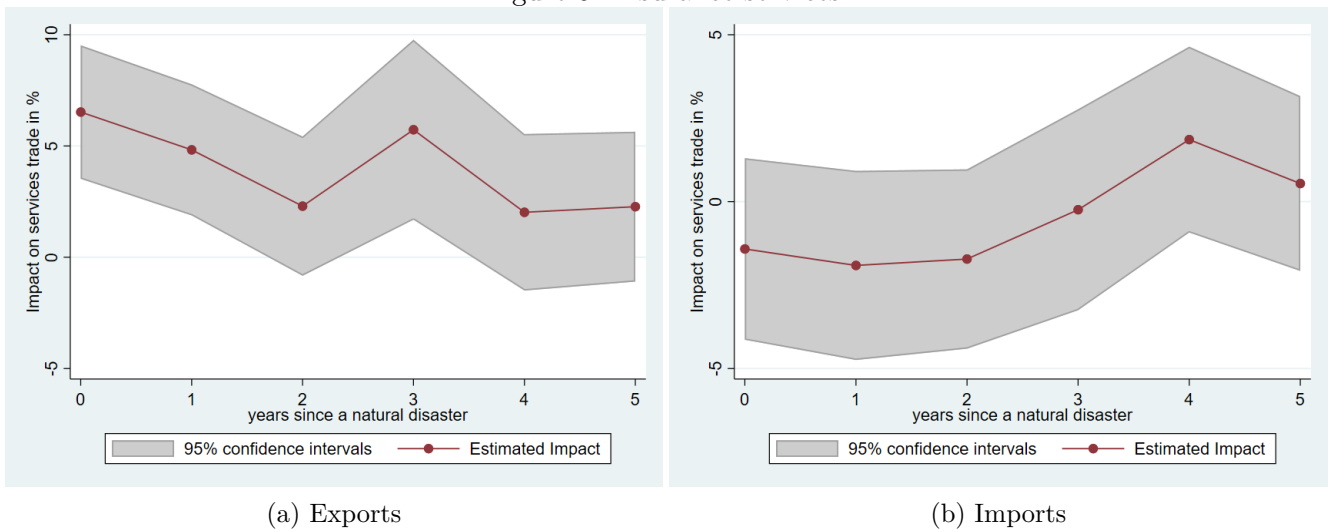 Impact on services trade in %
10
5
0
-5
0 1 2 3 4 5
years since a natural disaster
95% confidence intervals Estimated Impact
(a) Exports
Impact on services trade in %
5
0
-5
0 1 2 3 4 5
years since a natural disaster
95% confidence intervals Estimated Impact
(b) Imports